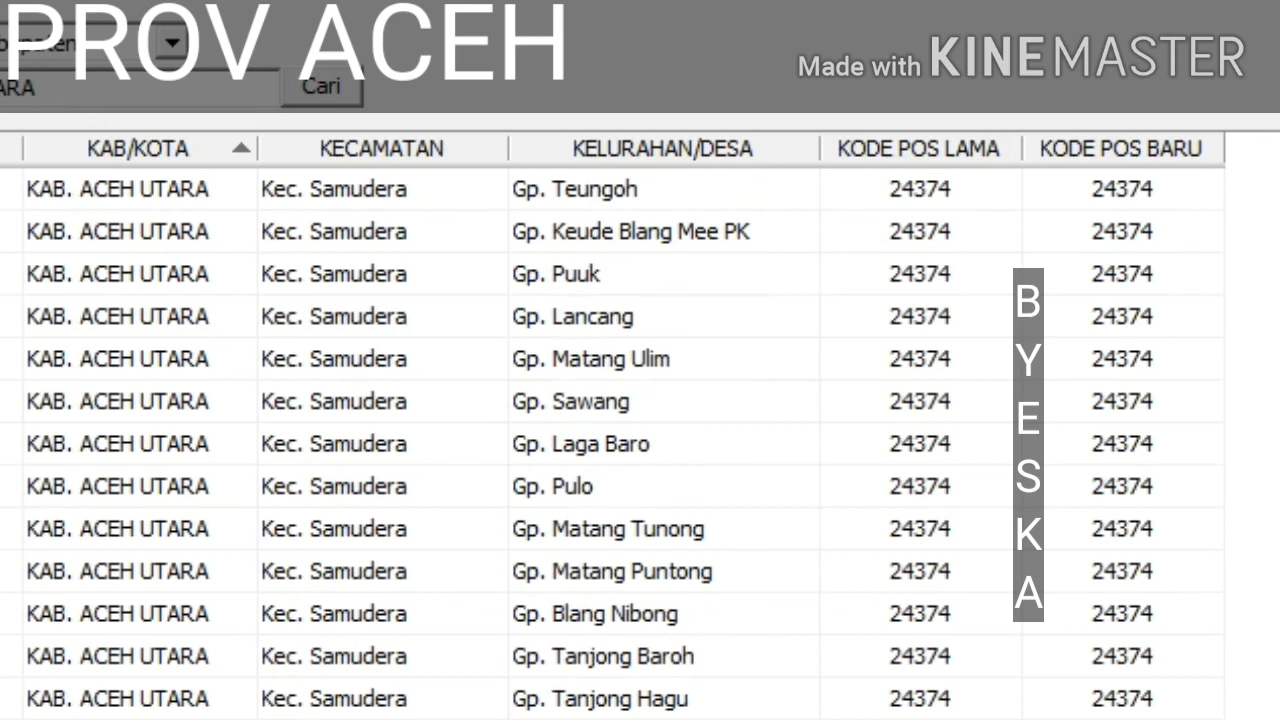 PROV ACEH
Made with KINEMASTER
ARA
Cari
KAB/KOTA KECAMATAN KELURAHAN/DESA KODE POS LAMA KODE POS BARU
KAB. ACEH UTARA Kec. Samudera Gp. Teungoh 24374 24374
KAB. ACEH UTARA Kec. Samudera Gp. Keude Blang Mee PK 24374 24374
KAB. ACEH UTARA Kec. Samudera Gp. Puuk 24374 24374
KAB. ACEH UTARA Kec. Samudera Gp. Lancang 24374 24374
KAB. ACEH UTARA Kec. Samudera Gp. Matang Ulim 24374 24374
KAB. ACEH UTARA Kec. Samudera Gp. Sawang 24374 24374
KAB. ACEH UTARA Kec. Samudera Gp. Laga Baro 24374 24374
KAB. ACEH UTARA Kec. Samudera Gp. Pulo 24374 24374
KAB. ACEH UTARA Kec. Samudera Gp. Matang Tunong 24374 24374
KAB. ACEH UTARA Kec. Samudera Gp. Matang Puntong 24374 24374
KAB. ACEH UTARA Kec. Samudera Gp. Blang Nibong 24374 24374
KAB. ACEH UTARA Kec. Samudera Gp. Tanjong Baroh 24374 24374
KAB. ACEH UTARA Kec. Samudera Gp. Tanjong Hagu 24374 24374
BYESKA